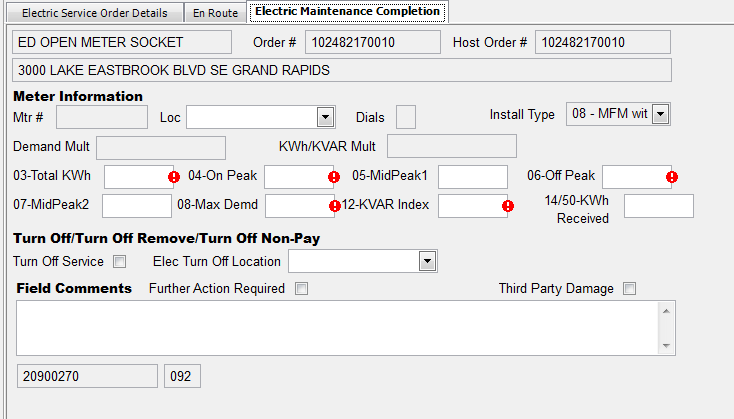 Electric Service Order Details En Route Electric Maintenance Completion
ED OPEN METER SOCKET Order # 102482170010 Host Order # 102482170010
3000 LAKE EASTBROOK BLVD SE GRAND RAPIDS
Meter Information
Mtr # Loc Dials Install Type 08 - MFM wit
Demand Mult KWh/KVAR Mult
03-Total KWh 04-On Peak 05-MidPeak1 06-Off Peak
07-MidPeak2 08-Max Demd 12-KVAR Index 14/50-KWh
Received
Turn Off/Turn Off Remove/Turn Off Non-Pay
Turn Off Service Elec Turn Off Location
Field Comments Further Action Required Third Party Damage
20900270 092